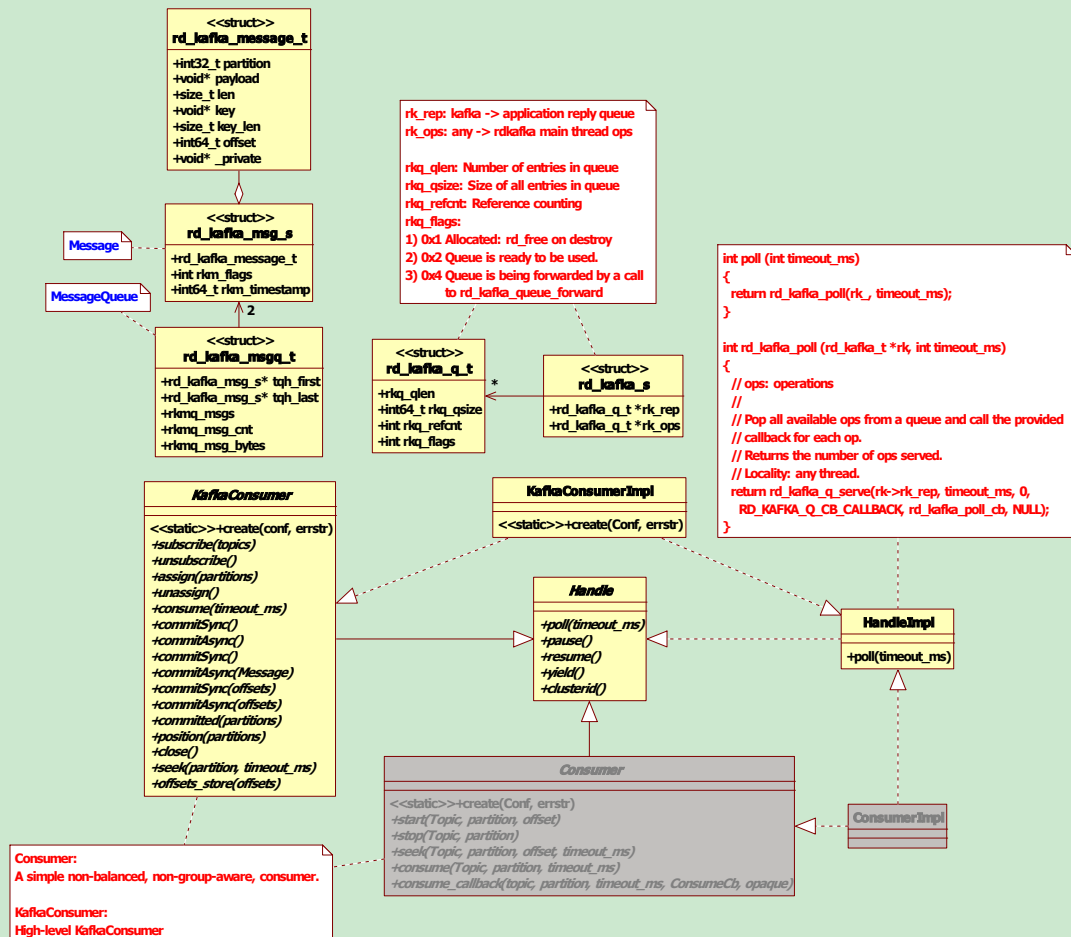 <<struct>>
rd_kafka_message_t
+int32_t partition
+void* payload
+size_t len
+void* key
+size_t key_len
+int64_t offset
+void* _private
<<struct>>
rd_kafka_msg_s
+rd_kafka_message_t
+int rkm_flags
+int64_t rkm_timestamp
Message
MessageQueue
2
<<struct>>
rd_kafka_msgq_t
+rd_kafka_msg_s* tqh_first
+rd_kafka_msg_s* tqh_last
+rkmq_msgs
+rkmq_msg_cnt
+rkmq_msg_bytes
rk_rep: kafka -> application reply queue
rk_ops: any -> rdkafka main thread ops
rkq_qlen: Number of entries in queue
rkq_qsize: Size of all entries in queue
rkq_refcnt: Reference counting
rkq_flags:
1) 0x1 Allocated: rd_free on destroy
2) 0x2 Queue is ready to be used.
3) 0x4 Queue is being forwarded by a call
to rd_kafka_queue_forward
<<struct>>
rd_kafka_q_t
+rkq_qlen
+int64_t rkq_qsize
+int rkq_refcnt
+int rkq_flags
*
<<struct>>
rd_kafka_s
+rd_kafka_q_t *rk_rep
+rd_kafka_q_t *rk_ops
int poll (int timeout_ms)
{
return rd_kafka_poll(rk_, timeout_ms);
}
int rd_kafka_poll (rd_kafka_t *rk, int timeout_ms)
{
// ops: operations
//
// Pop all available ops from a queue and call the provided
// callback for each op.
// Returns the number of ops served.
// Locality: any thread.
return rd_kafka_q_serve(rk->rk_rep, timeout_ms, 0,
RD_KAFKA_Q_CB_CALLBACK, rd_kafka_poll_cb, NULL);
}
KafkaConsumer
<<static>>+create(conf, errstr)
+subscribe(topics)
+unsubscribe()
+assign(partitions)
+unassign()
+consume(timeout_ms)
+commitSync()
+commitAsync()
+commitSync()
+commitAsync(Message)
+commitSync(offsets)
+commitAsync(offsets)
+committed(partitions)
+position(partitions)
+close()
+seek(partition, timeout_ms)
+offsets_store(offsets)
KafkaConsumerImpl
<<static>>+create(Conf, errstr)
Handle
+poll(timeout_ms)
+pause()
+resume()
+yield()
+clusterid()
HandleImpl
+poll(timeout_ms)
Consumer
<<static>>+create(Conf, errstr)
+start(Topic, partition, offset)
+stop(Topic, partition)
+seek(Topic, partition, offset, timeout_ms)
+consume(Topic, partition, timeout_ms)
+consume_callback(topic, partition, timeout_ms, ConsumeCb, opaque)
ConsumerImpl
Consumer:
A simple non-balanced, non-group-aware, consumer.
KafkaConsumer:
High-level KafkaConsumer